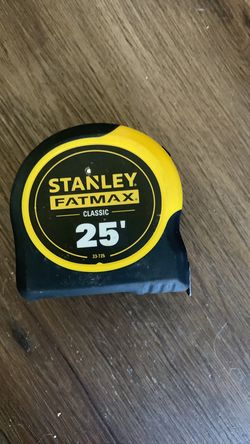 STANLEY
FATMAX
CLASSIC
25'
33-725